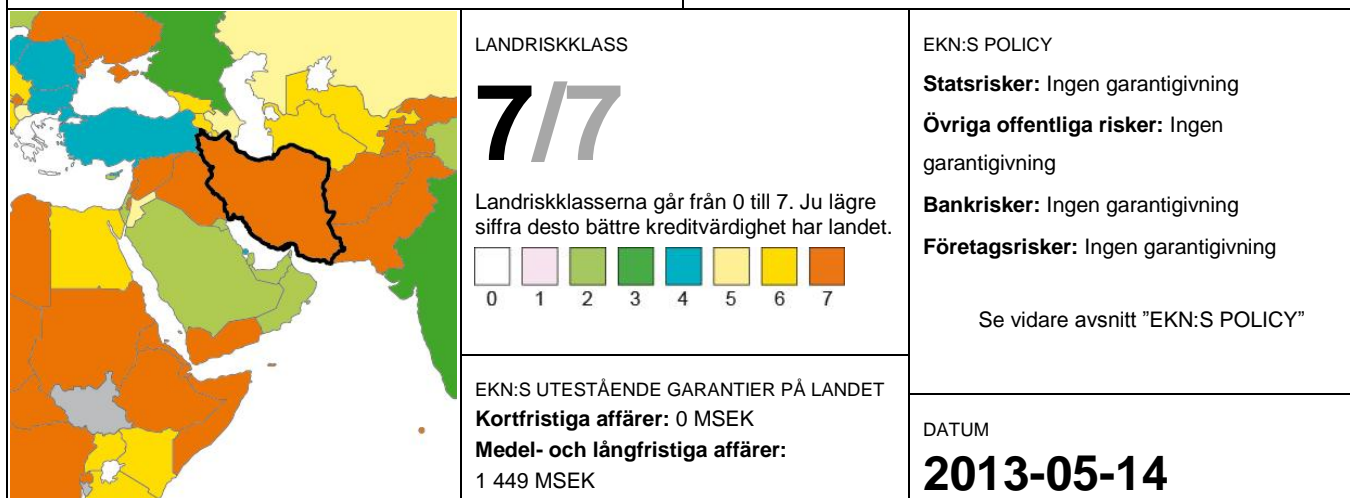 LANDRISKKLASS
7/7
Landriskklasserna går från 0 till 7. Ju lägre
siffra desto bättre kreditvärdighet har landet.
0 1 2 3 4 5 6 7
EKN:S UTESTÅENDE GARANTIER PÅ LANDET
Kortfristiga affärer: 0 MSEK
Medel- och långfristiga affärer:
1 449 MSEK
EKN:S POLICY
Statsrisker: Ingen garantigivning
Övriga offentliga risker: Ingen
garantigivning
Bankrisker: Ingen garantigivning
Företagsrisker: Ingen garantigivning
Se vidare avsnitt ”EKN:S POLICY”
DATUM
2013-05-14